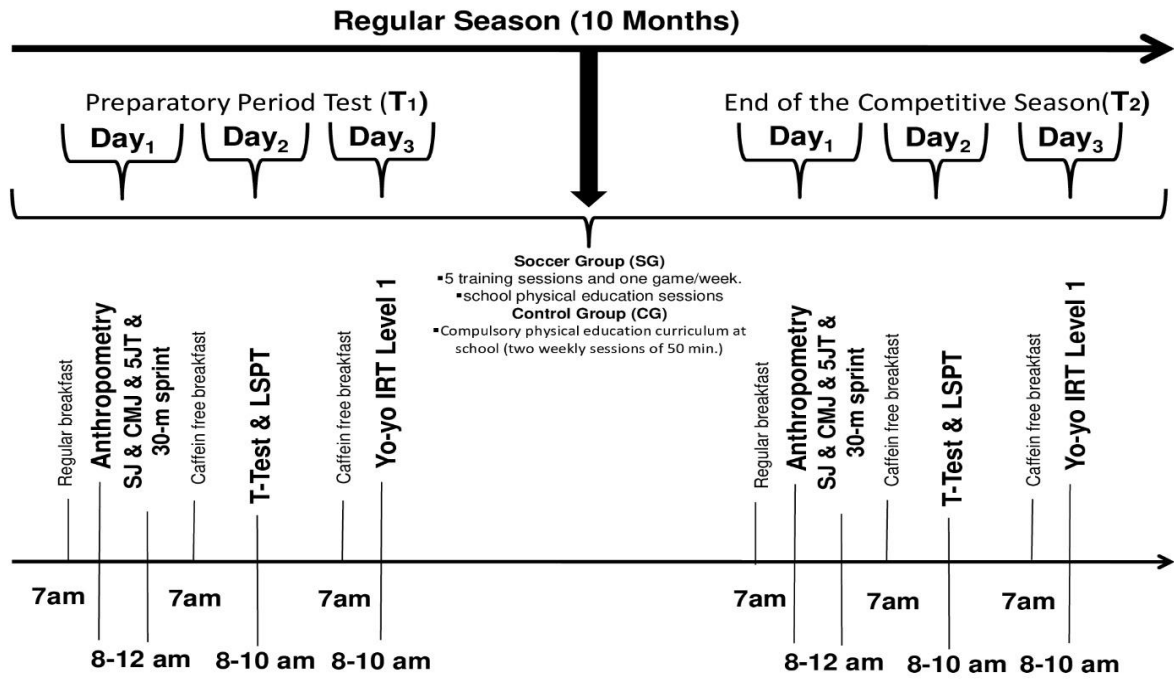 Regular Season (10 Months)
Preparatory Period Test (T1)
End of the Competitive Season(T2)
Day1
Day2
Day3
Day1
Day2
Day3
Soccer Group (SG)
▪5 training sessions and one game/week.
▪school physical education sessions
Control Group (CG)
▪Compulsory physical education curriculum at
school (two weekly sessions of 50 min.)
Regular breakfast
Anthropometry
SJ & CMJ & 5JT &
30-m sprint
Caffein free breakfast
T-Test & LSPT
Caffein free breakfast
Yo-yo IRT Level 1
Regular breakfast
Anthropometry
SJ & CMJ & 5JT &
30-m sprint
Caffein free breakfast
T-Test & LSPT
Caffein free breakfast
Yo-yo IRT Level 1
7am
7am
7am
7am
7am
7am
8-12 am
8-10 am
8-10 am
8-12 am
8-10 am
8-10 am